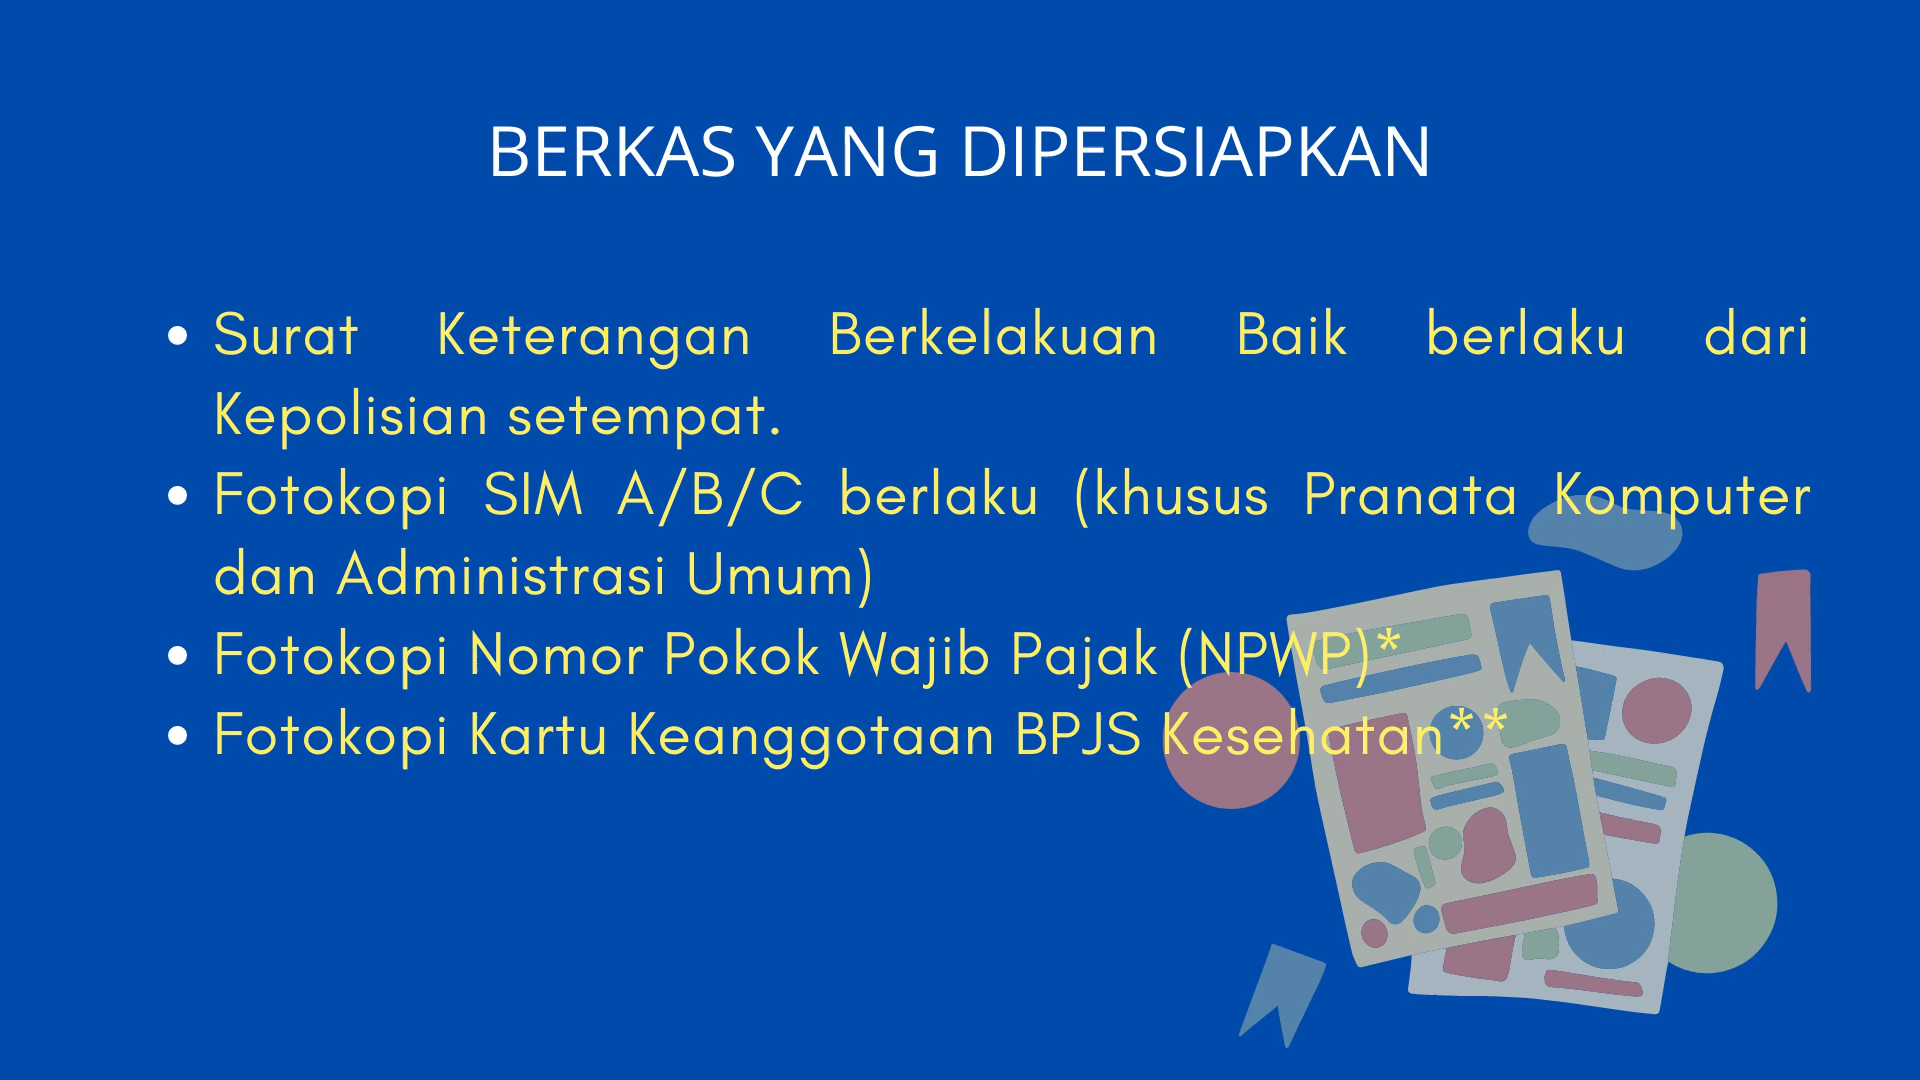 BERKAS YANG DIPERSIAPKAN
• Surat Keterangan Berkelakuan Baik berlaku dari
Kepolisian setempat.
• Fotokopi SIM A/B/C berlaku (khusus Pranata Komputer
dan Administrasi Umum)
• Fotokopi Nomor Pokok Wajib Pajak (NPWP)*
• Fotokopi Kartu Keanggotaan BPJS Kesehatan**